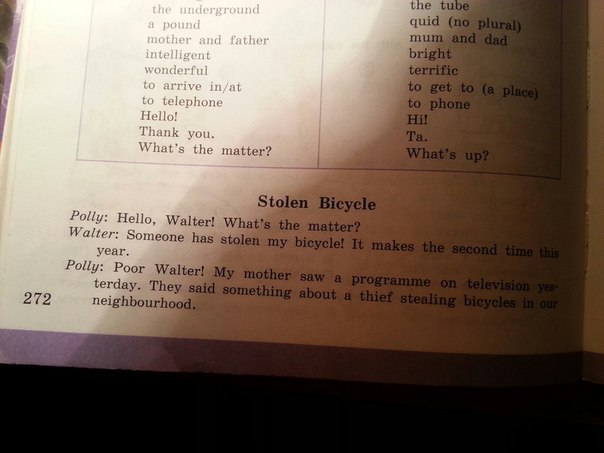 the underground the tube
a pound quid (no plural)
mother and father mum and dad
intelligent bright
wonderful terrific
to arrive in/at to get to (a place)
to telephone to phone
Hello! Hi!
Thank you. Ta.
What's the matter? What's up?
Stolen Bicycle
Polly: Hello, Walter! What's the matter?
Walter: Someone has stolen my bicycle! It makes the second time this
year.
Polly: Poor Walter! My mother saw a programme on television yes-
terday. They said something about a thief stealing bicycles in our
neighbourhood.
272